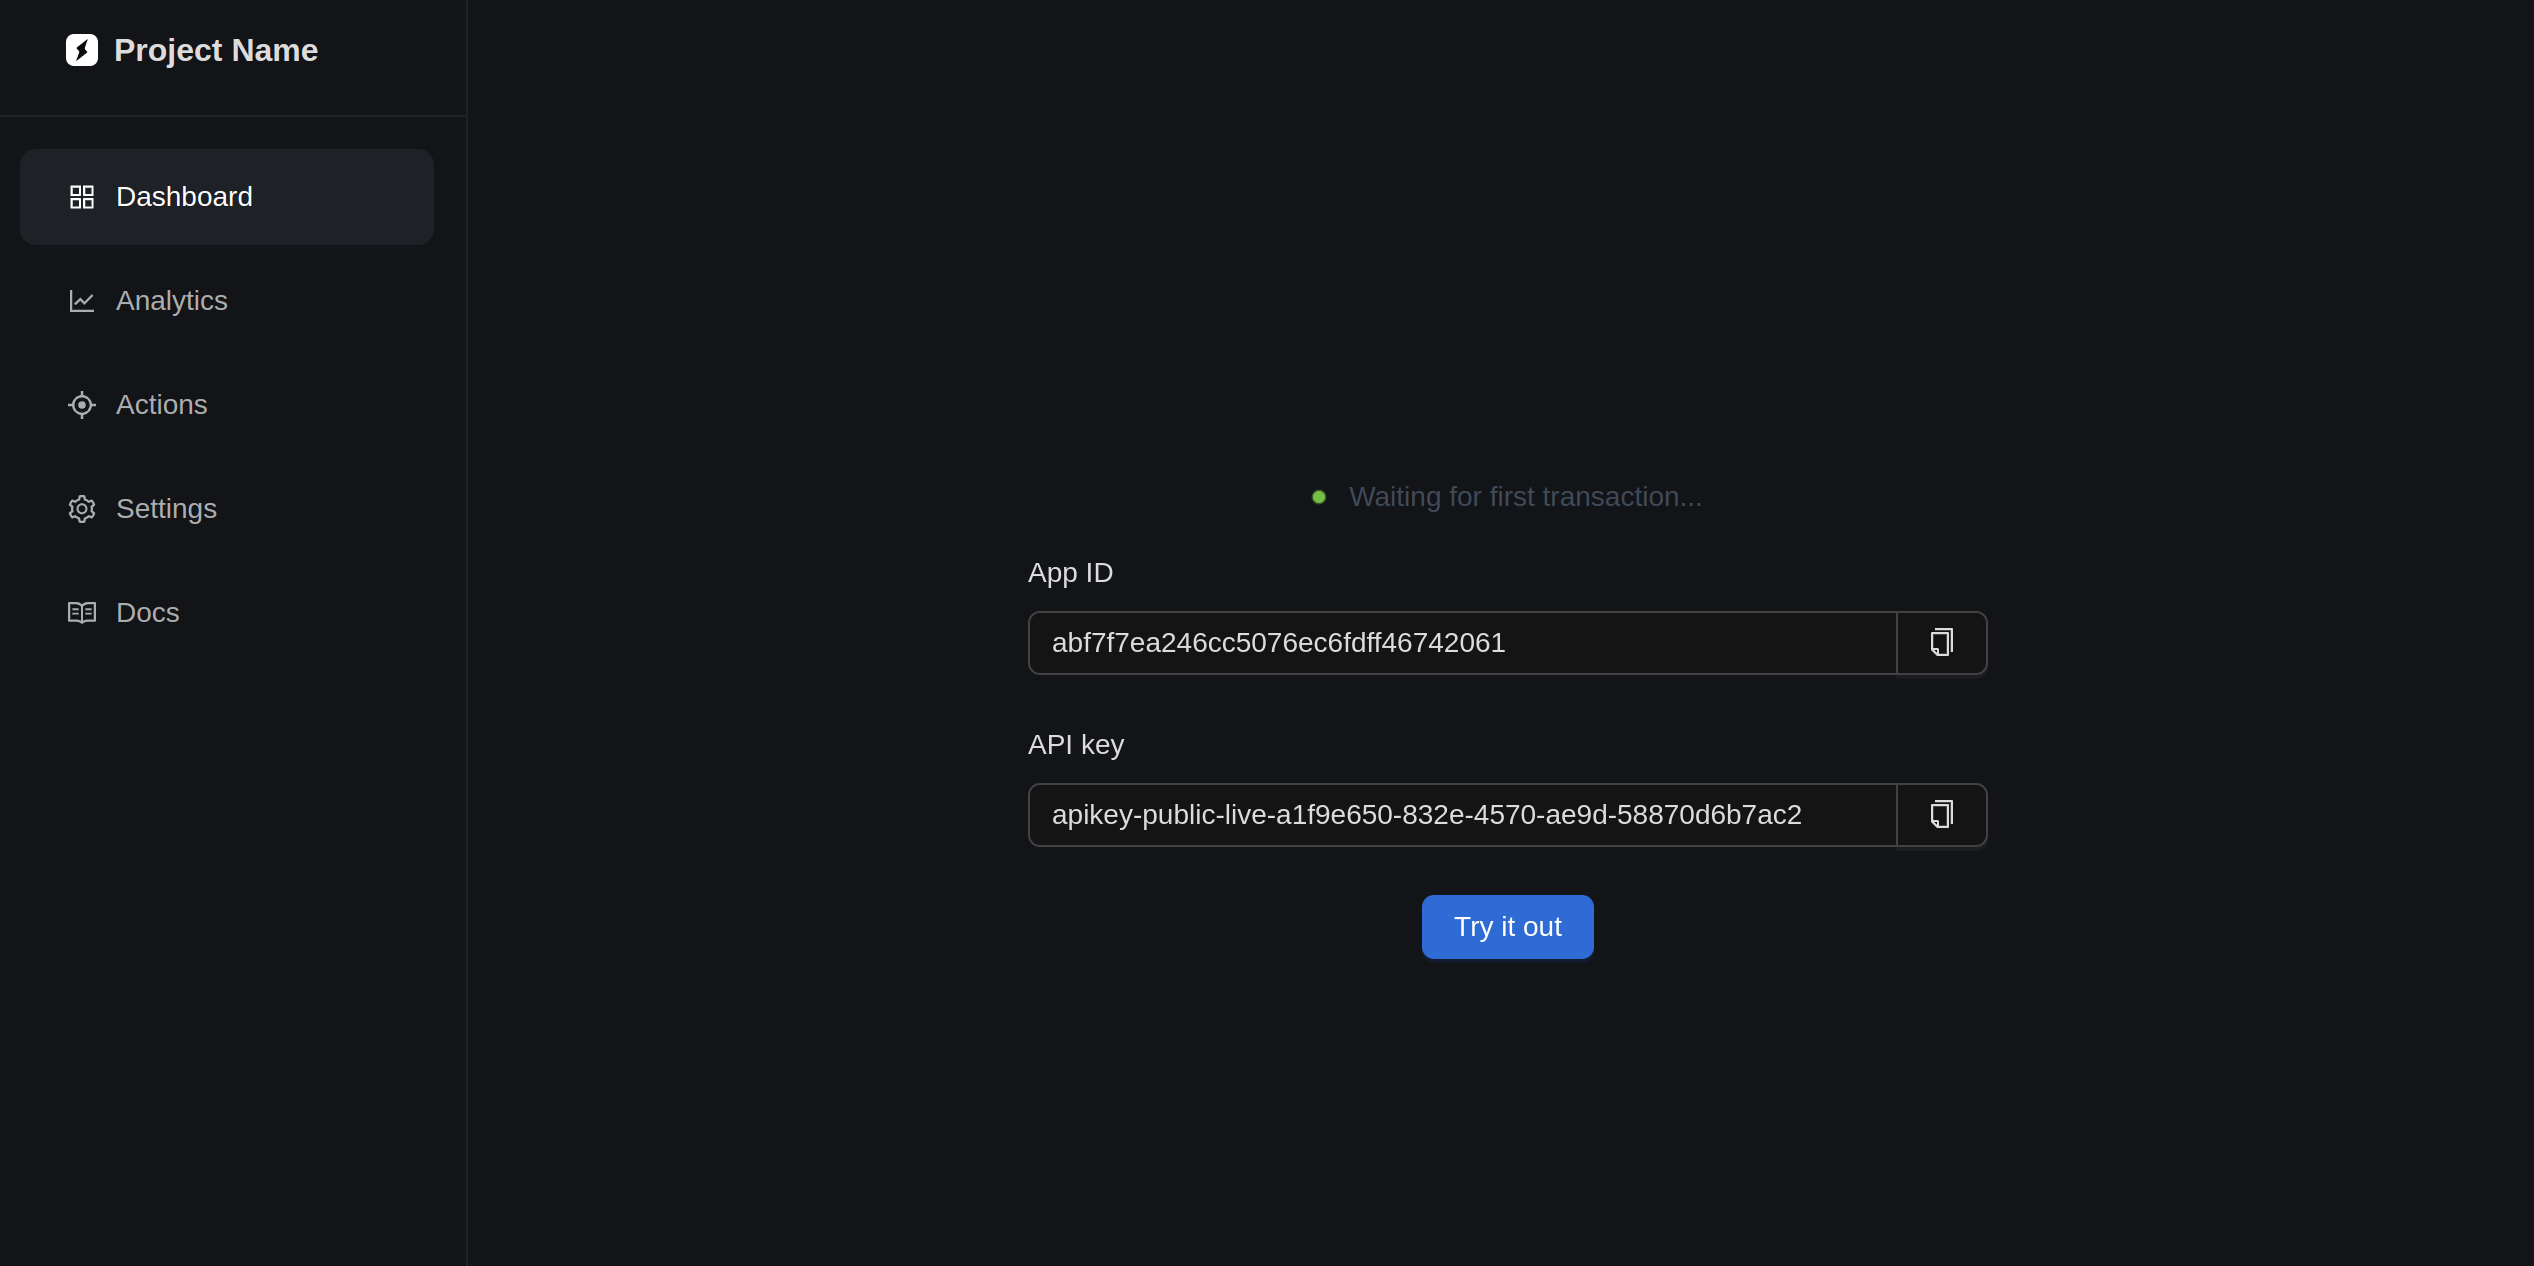 Project Name
Dashboard
Analytics
Actions
Settings
Docs
Waiting for first transaction...
App ID
abf7f7ea246cc5076ec6fdff46742061
API key
apikey-public-live-a1f9e650-832e-4570-ae9d-58870d6b7ac2
Try it out